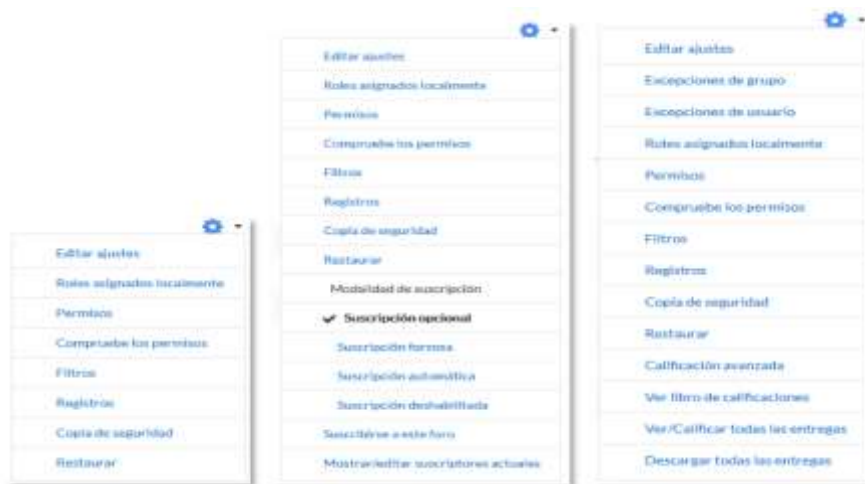 Editar ajustes
Roles asignados localmente
Permisos
Compruebe los permisos
Filtros
Registros
Copia de seguridad
Restaurar
Editar ajustes
Roles asignados localmente
Permisos
Compruebe los permisos
Filtros
Registros
Copia de seguridad
Restaurar
Modalidad de suscripción
Suscripción opcional
Suscripción forzosa
Suscripción automática
Suscripción deshabilitada
Suscribirse a este foro
Mostrar/editar suscriptores actuales
Editar ajustes
Excepciones de grupo
Excepciones de usuario
Roles asignados localmente
Permisos
Compruebe los permisos
Filtros
Registros
Copia de seguridad
Restaurar
Calificación avanzada
Ver libro de calificaciones
Ver/Calificar todas las entregas
Descargar todas las entregas